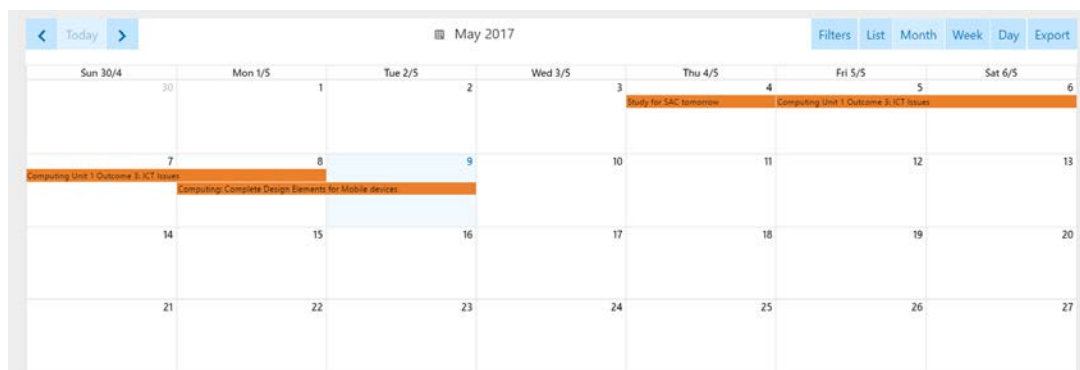 Today
May 2017
Filters List Month Week Day Export
Sun 30/4 Mon 1/5 Tue 2/5 Wed 3/5 Thu 4/5 Fri 5/5 Sat 6/5
30 1 2 3 4 5 6
Study for SAC tomorrow Computing Unit 1 Outcome 3: ICT Issues
7 8 9 10 11 12 13
Computing Unit 1 Outcome 3: ICT Issues
Computing: Complete Design Elements for Mobile devices
14 15 16 17 18 19 20
21 22 23 24 25 26 27